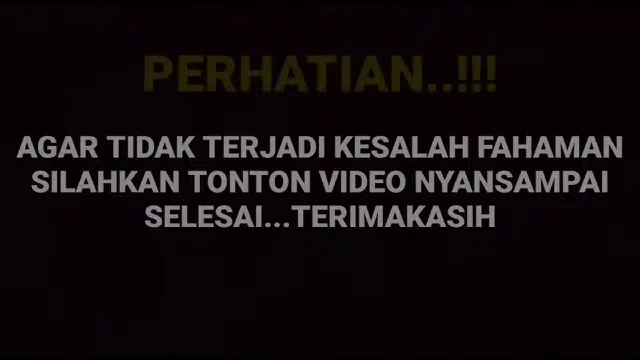 PERHATIAN..!!!
AGAR TIDAK TERJADI KESALAH FAHAMAN
SILAHKAN TONTON VIDEO NYANSAMPAI
SELESAI...TERIMAKASIH